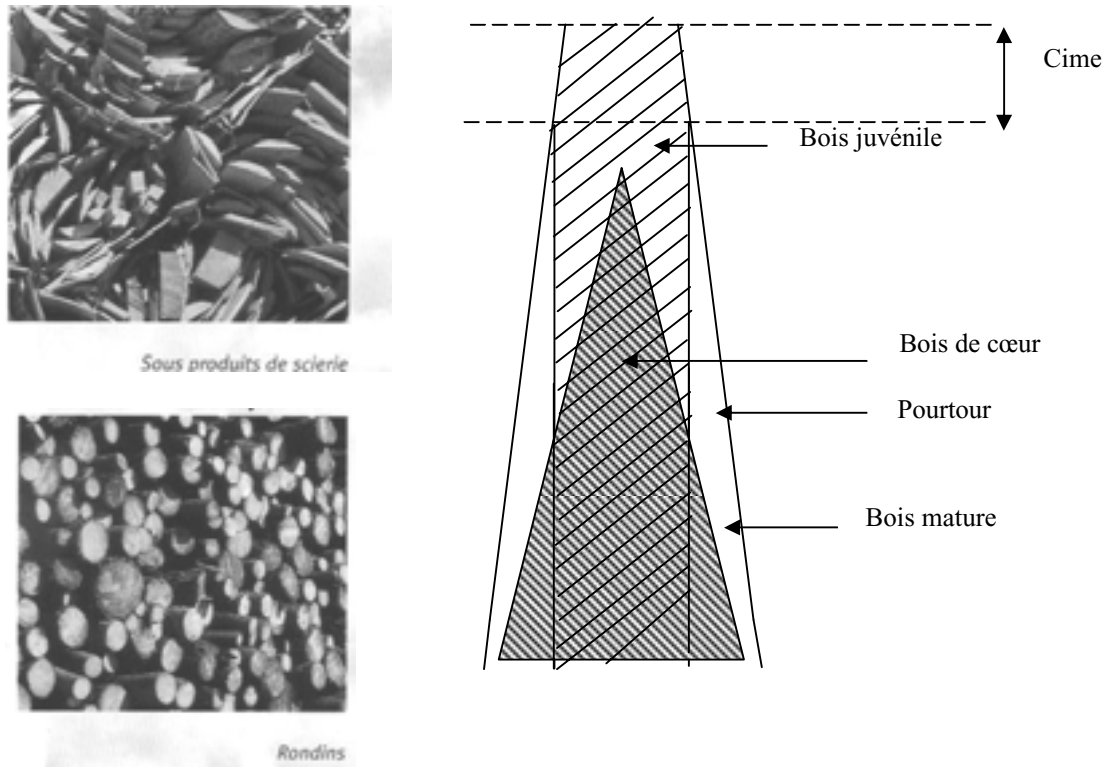 Cime
Bois juvénile
Bois de cœur
Sous produits de scierie
Pourtour
Bois mature
Rondins